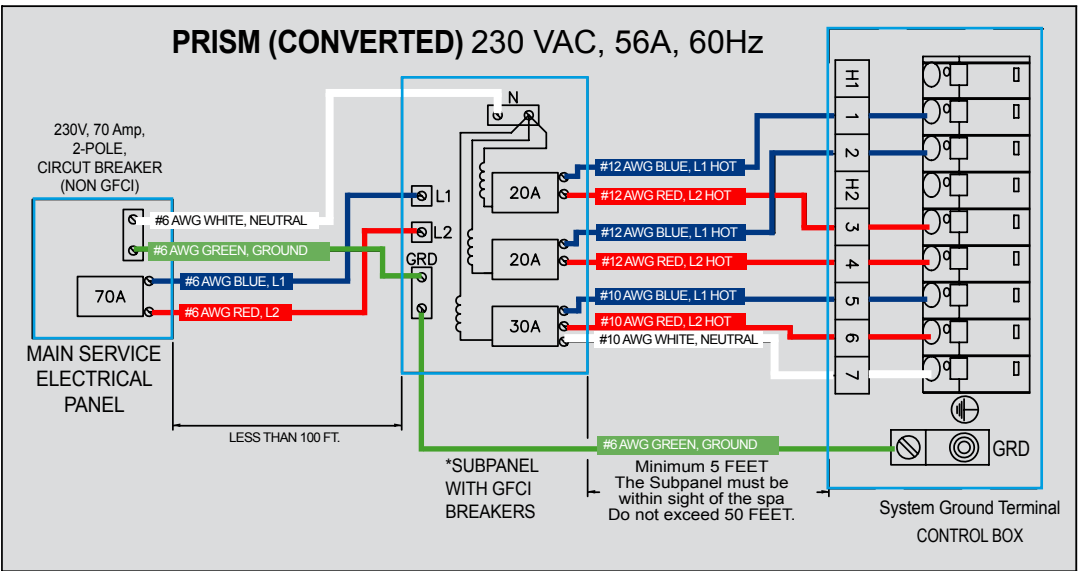 PRISM (CONVERTED) 230 VAC, 56A, 60Hz
230V, 70 Amp,
2-POLE,
CIRCUT BREAKER
(NON GFCI)
#6 AWG WHITE, NEUTRAL
#6 AWG GREEN, GROUND
#6 AWG BLUE, L1
#6 AWG RED, L2
70A
MAIN SERVICE
ELECTRICAL
PANEL
LESS THAN 100 FT.
N
L1
L2
GRD
20A
20A
30A
*SUBPANEL
WITH GFCI
BREAKERS
#12 AWG BLUE, L1 HOT
#12 AWG RED, L2 HOT
#12 AWG BLUE, L1 HOT
#12 AWG RED, L2 HOT
#10 AWG BLUE, L1 HOT
#10 AWG RED, L2 HOT
#10 AWG WHITE, NEUTRAL
#6 AWG GREEN, GROUND
Minimum 5 FEET
The Subpanel must be
within sight of the spa
Do not exceed 50 FEET.
H1
1
2
H2
3
4
5
6
7
GRD
System Ground Terminal
CONTROL BOX